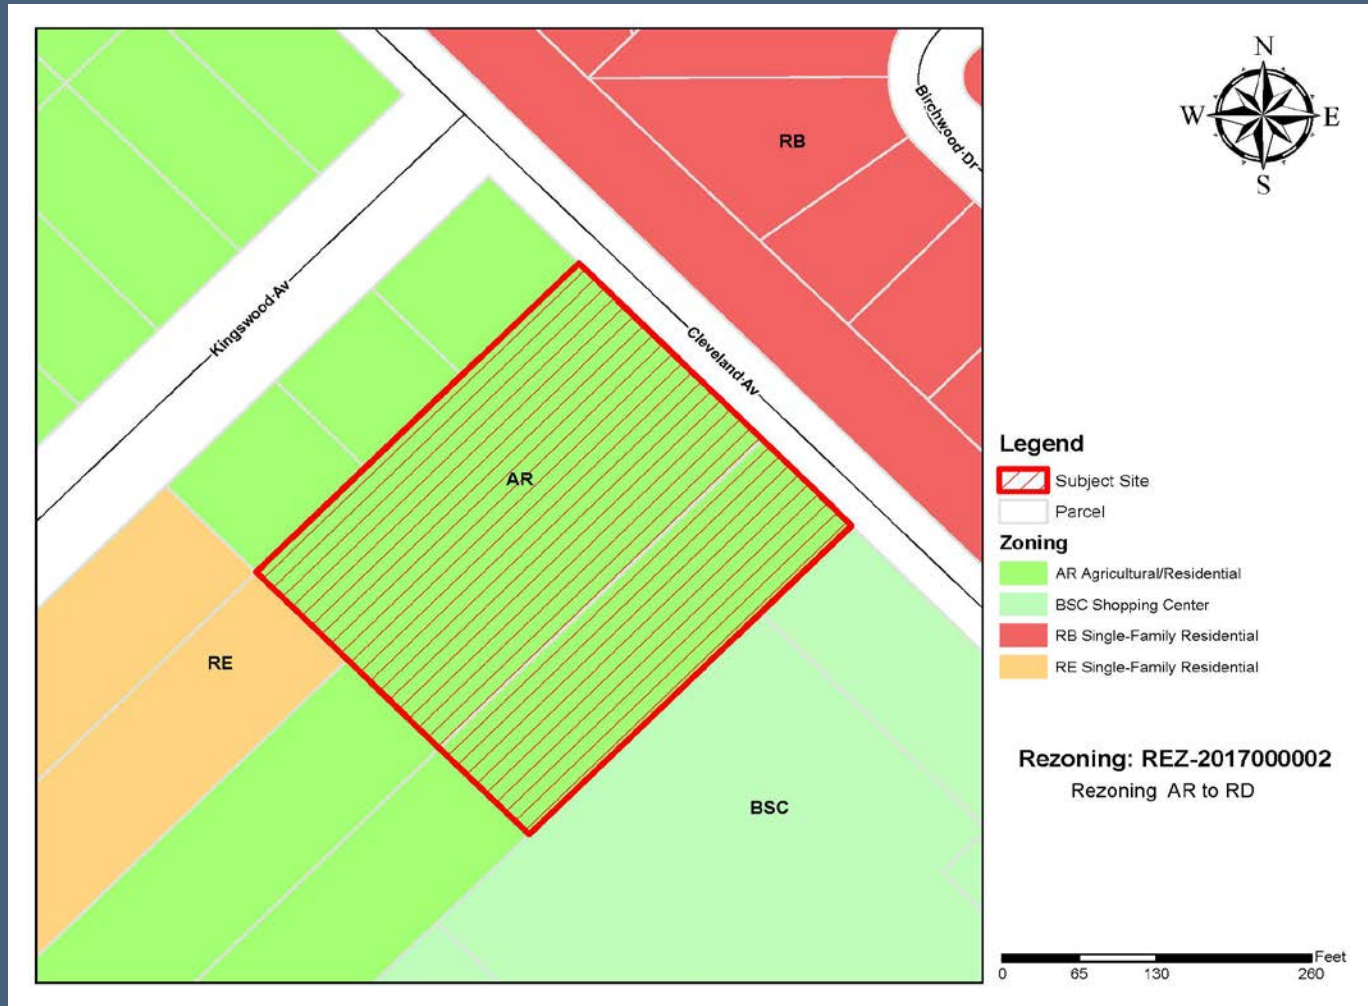 N
W E
S
Birchwood Dr
RB
Kingswood Av
Cleveland Av
AR
RE
BSC
Legend
Subject Site
Parcel
Zoning
AR Agricultural/Residential
BSC Shopping Center
RB Single-Family Residential
RE Single-Family Residential
Rezoning: REZ-2017000002
Rezoning AR to RD
Feet
0 65 130 260